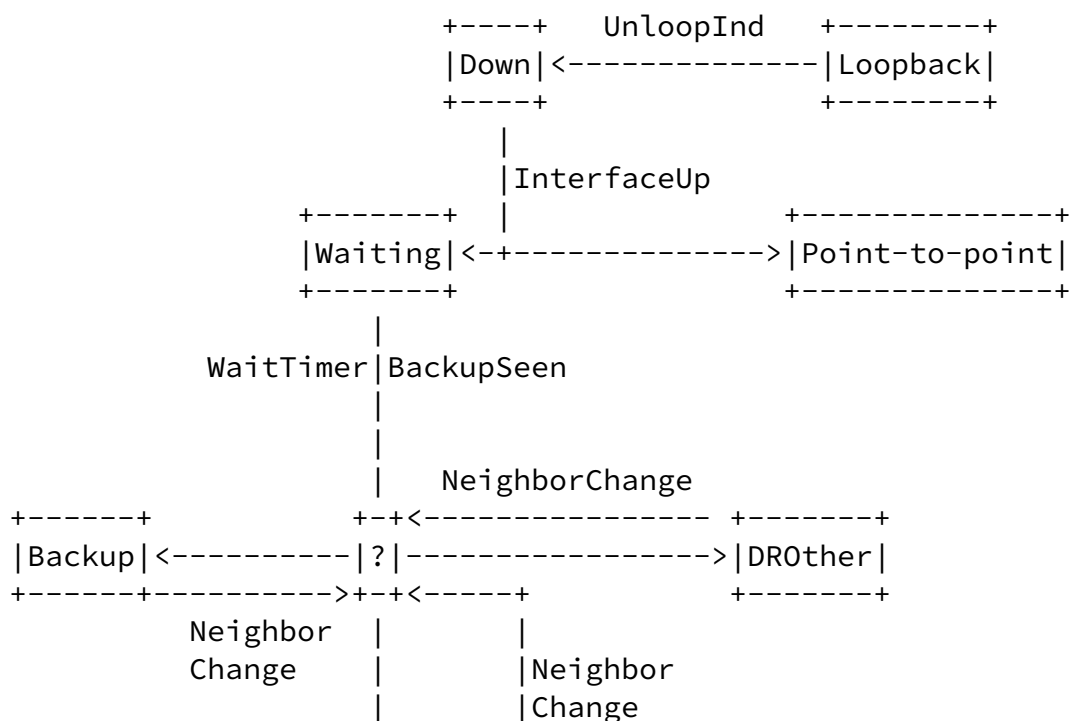 +----+   UnloopInd   +--------+
                       |Down|<--------------|Loopback|
                       +----+               +--------+
                          |
                          |InterfaceUp
                +-------+ |              +--------------+
                |Waiting|<-+-------------->|Point-to-point|
                +-------+                +--------------+
                    |
           WaitTimer|BackupSeen
                    |
                    |
                    |   NeighborChange
 +------+          +-+<---------------- +-------+
 |Backup|<----------|?|----------------->|DROther|
 +------+---------->+-+<-----+           +-------+
           Neighbor  |       |
           Change    |       |Neighbor
                     |       |Change